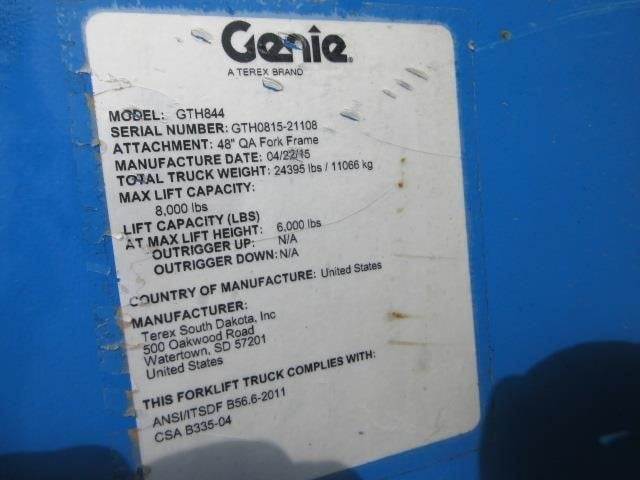 Genie
A TEREX BRAND
MODEL: GTH844
SERIAL NUMBER: GTH0815-21108
ATTACHMENT: 48" QA Fork Frame
MANUFACTURE DATE: 04/22/15
TOTAL TRUCK WEIGHT: 24395 lbs / 11066 kg
MAX LIFT CAPACITY:
8,000 lbs
LIFT CAPACITY (LBS)
AT MAX LIFT HEIGHT: 6,000 lbs
OUTRIGGER UP: N/A
OUTRIGGER DOWN: N/A
COUNTRY OF MANUFACTURE: United States
MANUFACTURER:
Terex South Dakota, Inc
500 Oakwood Road
Watertown, SD 57201
United States
THIS FORKLIFT TRUCK COMPLIES WITH:
ANSI/ITSDF B56.6-2011
CSA B335-04